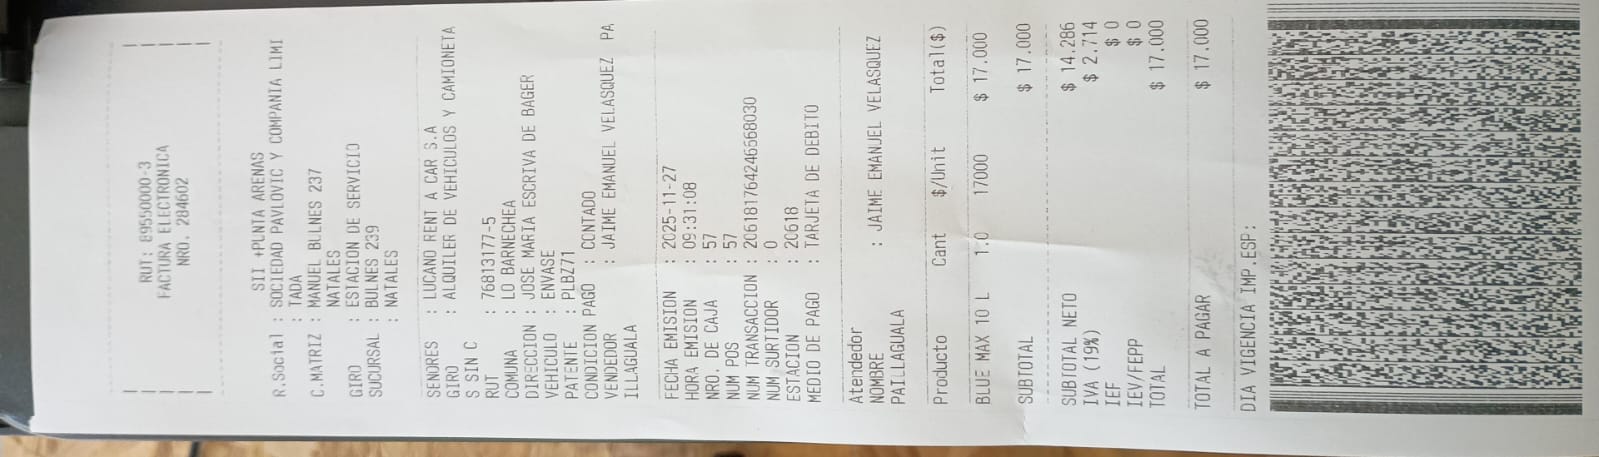 RUT: 89550000-3
FACTURA ELECTRONICA
NRO. 284602
SII +PUNTA ARENAS
R.Social : SOCIEDAD PAVLOVIC Y COMPANIA LIMI
: TADA
C.MATRIZ : MANUEL BULNES 237
NATALES
GIRO : ESTACION DE SERVICIO
SUCURSAL : BULNES 239
: NATALES
SENORES : LUCANO RENT A CAR S.A
GIRO : ALQUILER DE VEHICULOS Y CAMIONETA
S SIN C
RUT : 76813177-5
COMUNA : LO BARNECHEA
DIRECCION : JOSE MARIA ESCRIVA DE BAGER
VEHICULO : ENVASE
PATENTE : PLBZ71
CONDICION PAGO : CONTADO
VENDEDOR : JAIME EMANUEL VELASQUEZ PA
ILLAGUALA
FECHA EMISION : 2025-11-27
HORA EMISION : 09:31:08
NRO. DE CAJA : 57
NUM POS : 57
NUM TRANSACCION : 20618176424656​8030
NUM SURTIDOR : 0
ESTACION : 20618
MEDIO DE PAGO : TARJETA DE DEBITO
Atendedor
NOMBRE : JAIME EMANUEL VELASQUEZ
PAILLAGUALA
Producto Cant $/Unit Total($)
BLUE MAX 10 L 1.0 17000 $ 17.000
SUBTOTAL $ 17.000
SUBTOTAL NETO $ 14.286
IVA (19%) $ 2.714
IEF $ 0
IEV/FEPP $ 0
TOTAL $ 17.000
TOTAL A PAGAR $ 17.000
DIA VIGENCIA IMP.ESP: